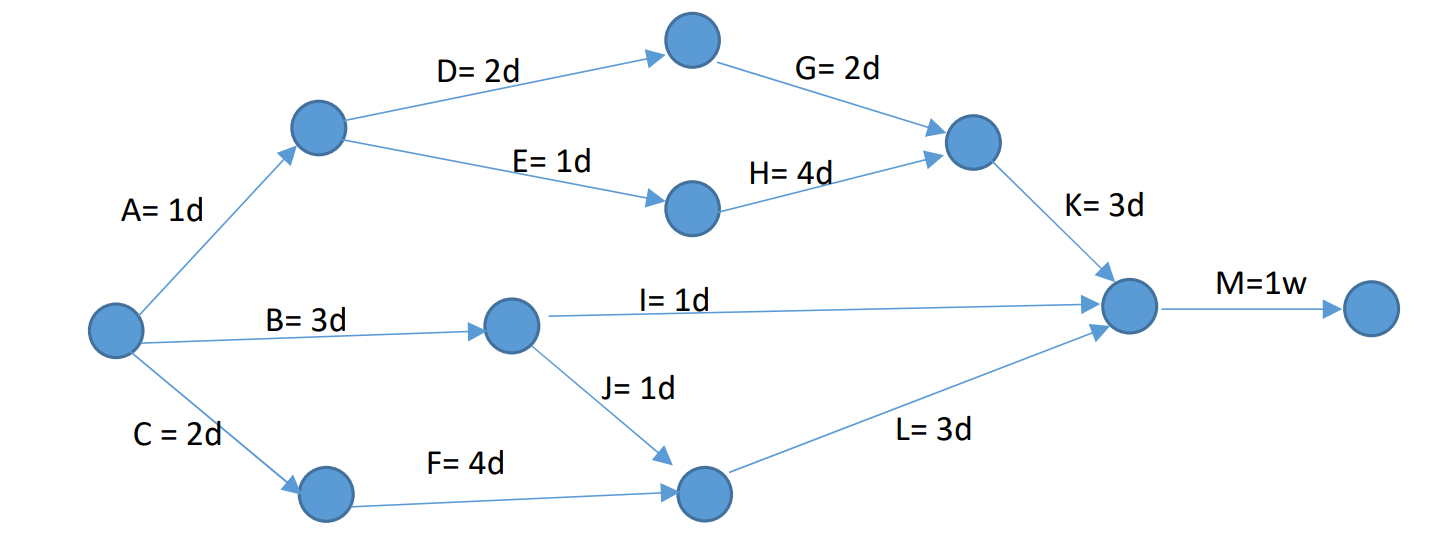 D= 2d
G= 2d
E= 1d
H= 4d
A= 1d
K= 3d
M=1w
I= 1d
B= 3d
J= 1d
C = 2d
L= 3d
F= 4d